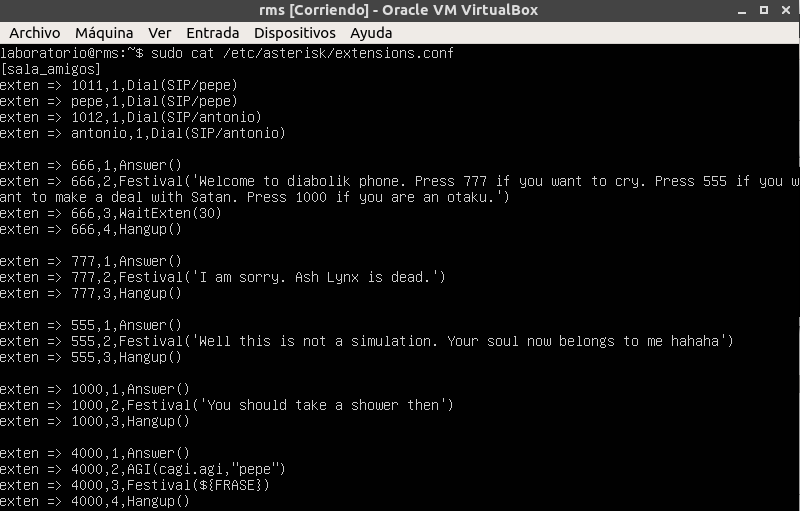 rms [Corriendo] - Oracle VM VirtualBox
Archivo Máquina Ver Entrada Dispositivos Ayuda
laboratorio@rms:~$ sudo cat /etc/asterisk/extensions.conf
[sala_amigos]
exten => 1011,1,Dial(SIP/pepe)
exten => pepe,1,Dial(SIP/pepe)
exten => 1012,1,Dial(SIP/antonio)
exten => antonio,1,Dial(SIP/antonio)
exten => 666,1,Answer()
exten => 666,2,Festival('Welcome to diabolik phone. Press 777 if you want to cry. Press 555 if you w
ant to make a deal with Satan. Press 1000 if you are an otaku.')
exten => 666,3,WaitExten(30)
exten => 666,4,Hangup()
exten => 777,1,Answer()
exten => 777,2,Festival('I am sorry. Ash Lynx is dead.')
exten => 777,3,Hangup()
exten => 555,1,Answer()
exten => 555,2,Festival('Well this is not a simulation. Your soul now belongs to me hahaha')
exten => 555,3,Hangup()
exten => 1000,1,Answer()
exten => 1000,2,Festival('You should take a shower then')
exten => 1000,3,Hangup()
exten => 4000,1,Answer()
exten => 4000,2,AGI(cagi.agi,"pepe")
exten => 4000,3,Festival(${FRASE})
exten => 4000,4,Hangup()